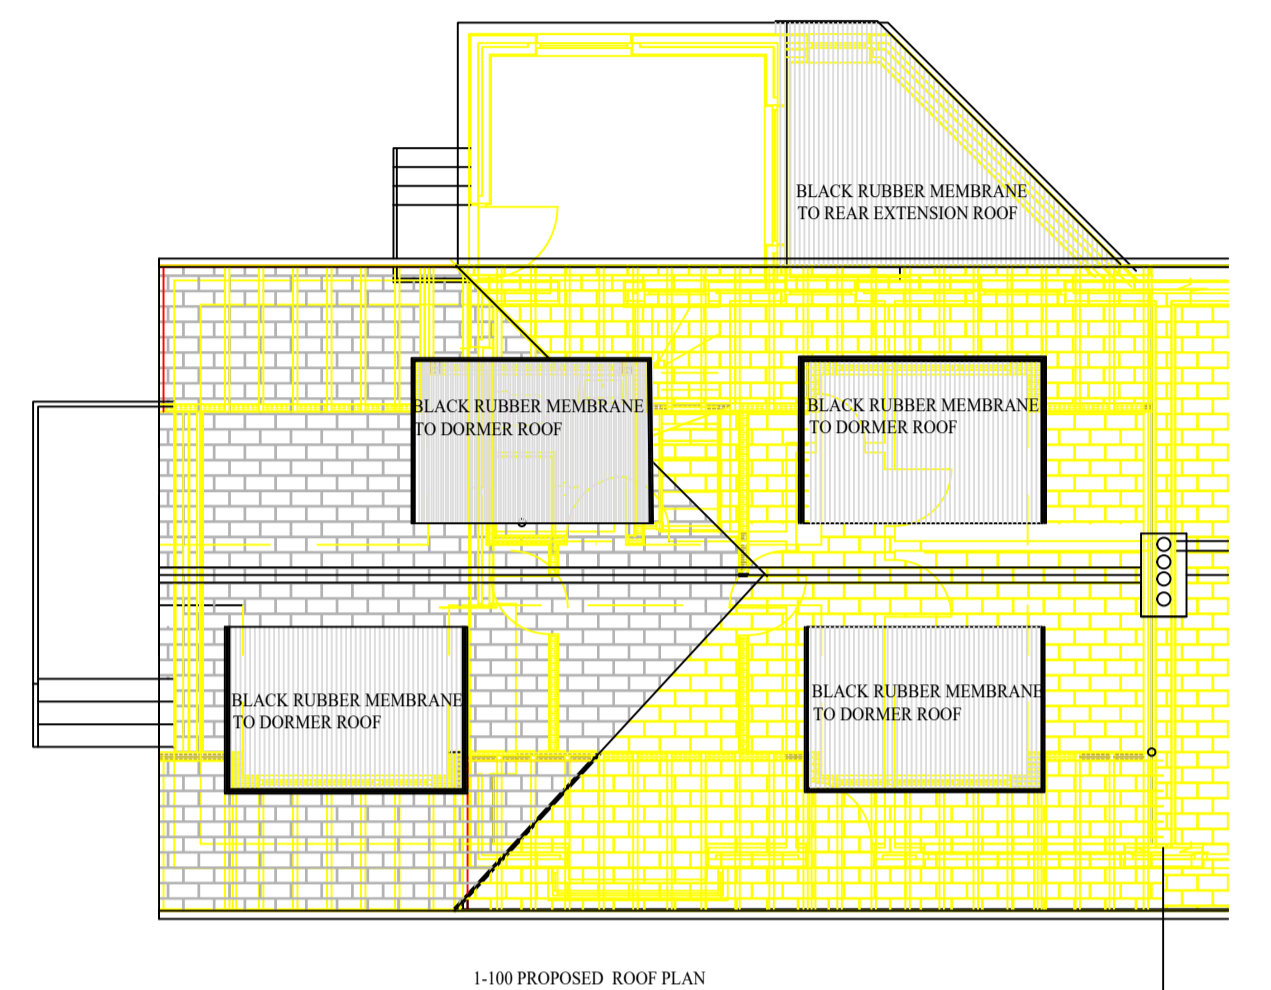 BLACK RUBBER MEMBRANE
TO REAR EXTENSION ROOF
BLACK RUBBER MEMBRANE
TO DORMER ROOF
BLACK RUBBER MEMBRANE
TO DORMER ROOF
BLACK RUBBER MEMBRANE
TO DORMER ROOF
BLACK RUBBER MEMBRANE
TO DORMER ROOF
1-100 PROPOSED ROOF PLAN